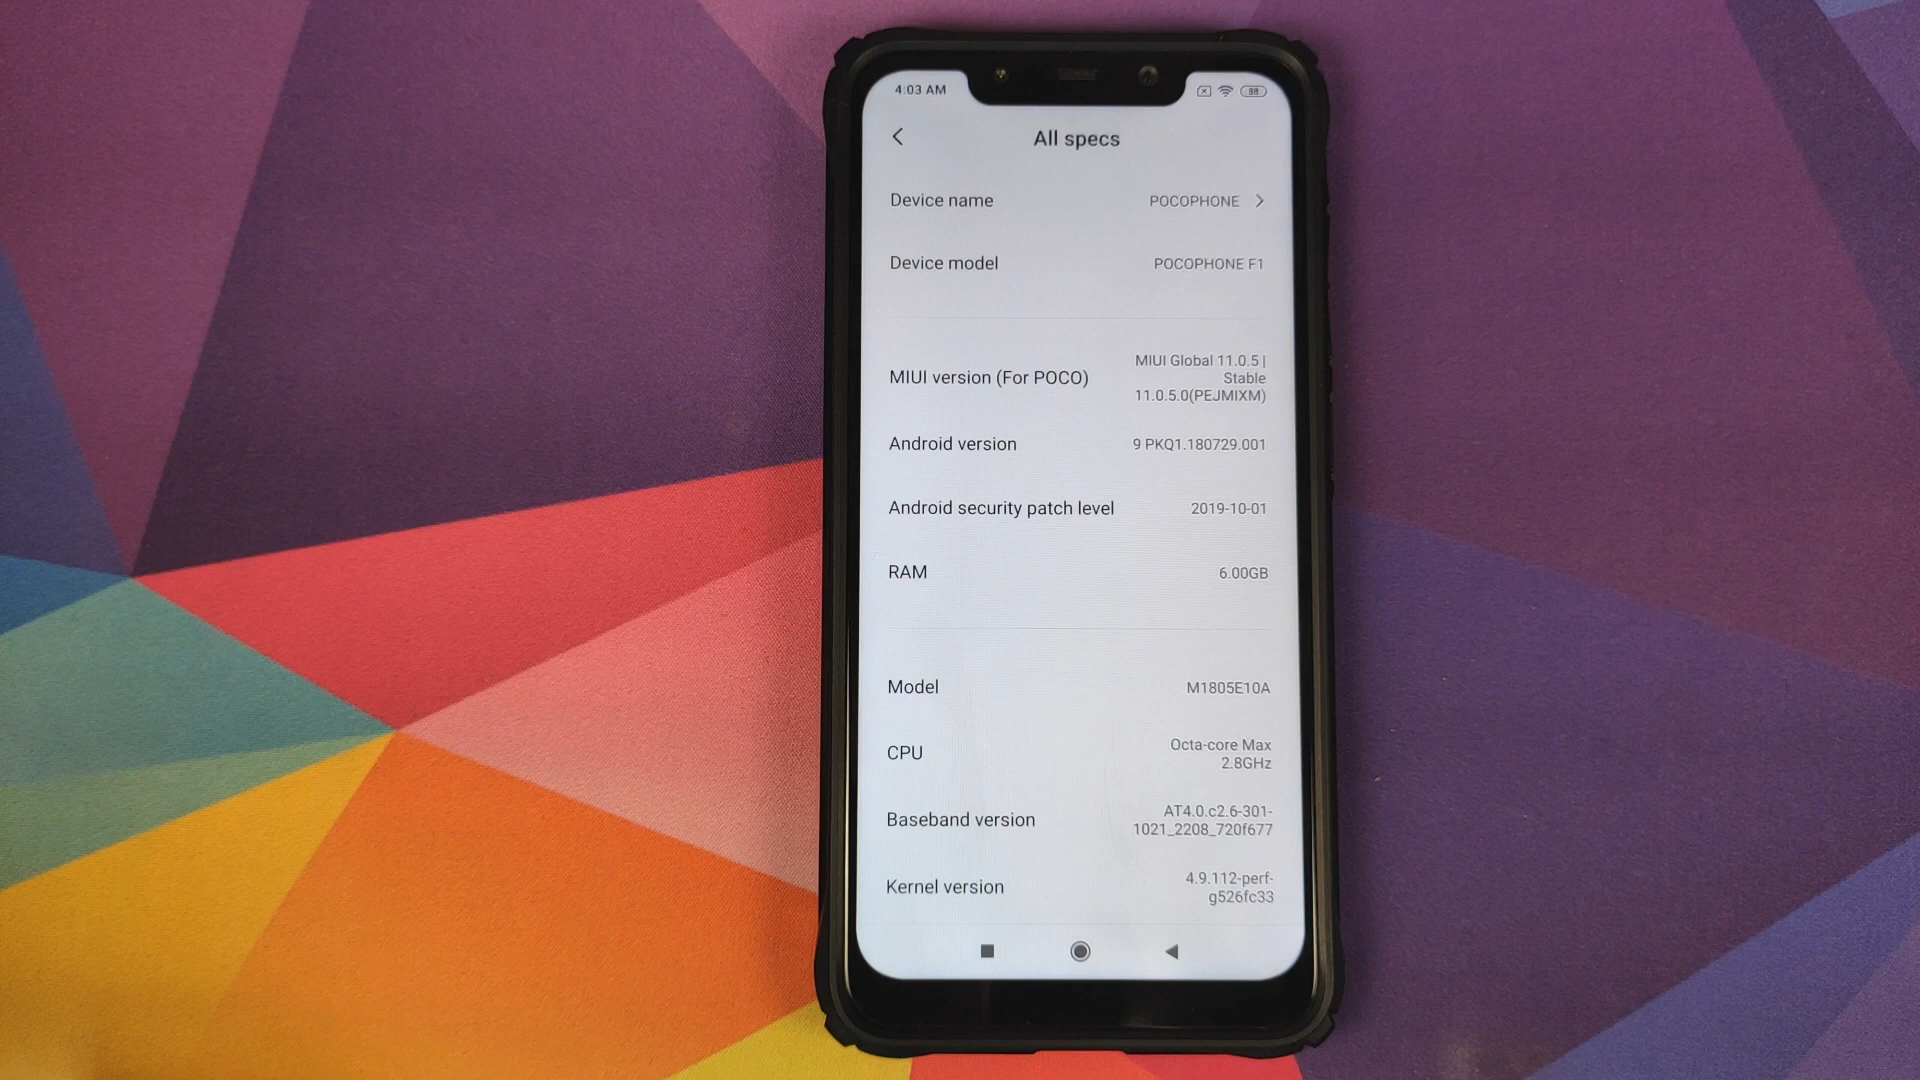 4:03 AM
88
All specs
Device name POCOPHONE
Device model POCOPHONE F1
MIUI version (For POCO) MIUI Global 11.0.5 |
Stable
11.0.5.0(PEJMIXM)
Android version 9 PKQ1.180729.001
Android security patch level 2019-10-01
RAM 6.00GB
Model M1805E10A
CPU Octa-core Max
2.8GHz
Baseband version AT4.0.c2.6-301-
1021_2208_720f677
Kernel version 4.9.112-perf-
g526fc33